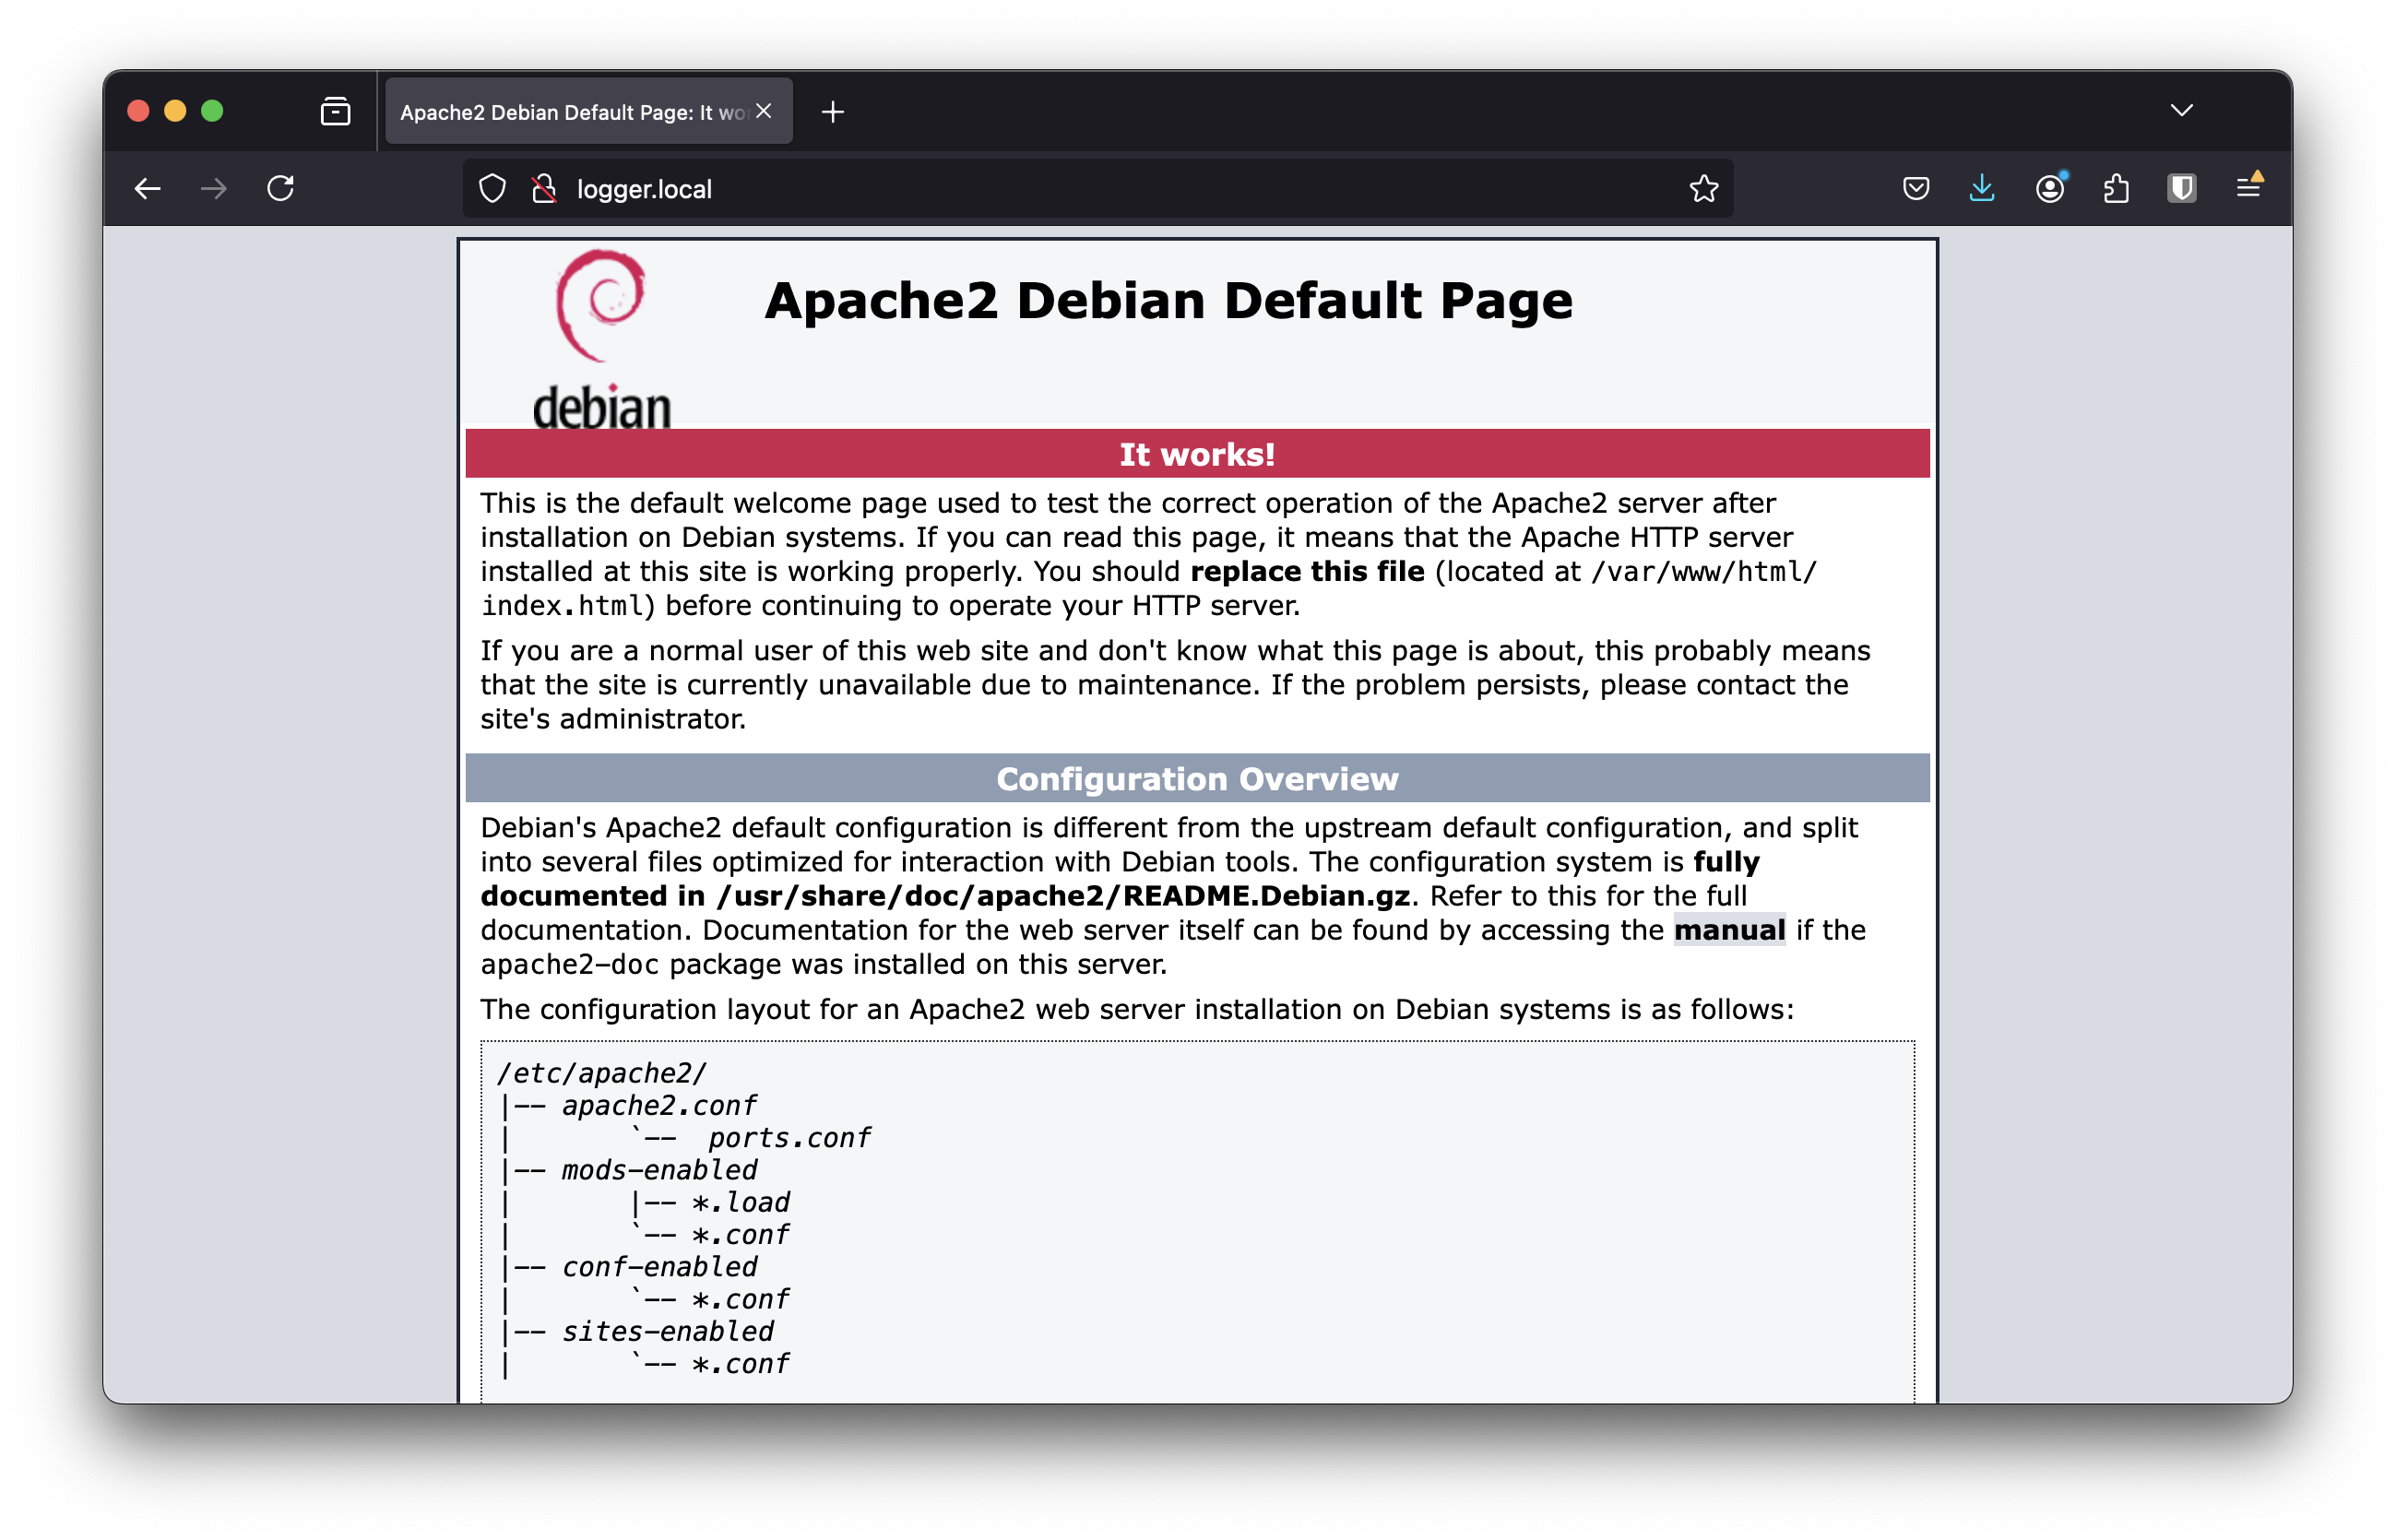 Apache2 Debian Default Page: It wo
logger.local
Apache2 Debian Default Page
debian
It works!
This is the default welcome page used to test the correct operation of the Apache2 server after
installation on Debian systems. If you can read this page, it means that the Apache HTTP server
installed at this site is working properly. You should replace this file (located at /var/www/html/
index.html) before continuing to operate your HTTP server.
If you are a normal user of this web site and don't know what this page is about, this probably means
that the site is currently unavailable due to maintenance. If the problem persists, please contact the
site's administrator.
Configuration Overview
Debian's Apache2 default configuration is different from the upstream default configuration, and split
into several files optimized for interaction with Debian tools. The configuration system is fully
documented in /usr/share/doc/apache2/README.Debian.gz. Refer to this for the full
documentation. Documentation for the web server itself can be found by accessing the manual if the
apache2-doc package was installed on this server.
The configuration layout for an Apache2 web server installation on Debian systems is as follows:
/etc/apache2/
|-- apache2.conf
|       `--  ports.conf
|-- mods-enabled
|       |-- *.load
|       `-- *.conf
|-- conf-enabled
|       `-- *.conf
|-- sites-enabled
|       `-- *.conf